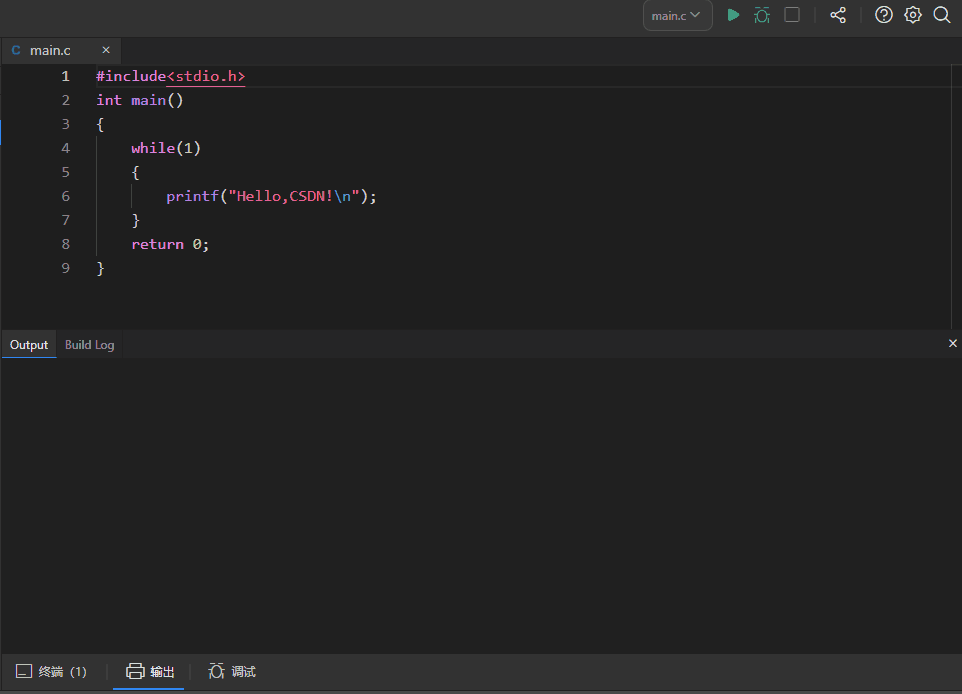 main.c
C main.c ×
1 #include<stdio.h>
2 int main()
3 {
4 while(1)
5 {
6 printf("Hello,CSDN!\n");
7 }
8 return 0;
9 }
Output Build Log ×
终端 (1) 输出 调试